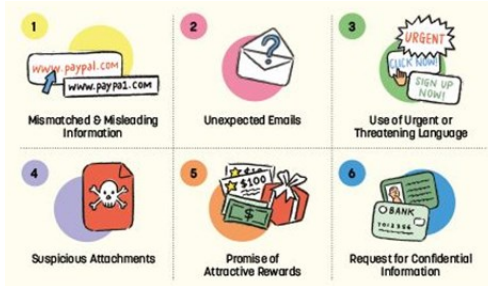 1
www.paypal.com
www.paypa1.com
Mismatched & Misleading
Information
2
?
Unexpected Emails
3
URGENT
CLICK NOW!
SIGN UP
NOW!
Use of Urgent or
Threatening Language
4
Suspicious Attachments
5
$100
$
Promise of
Attractive Rewards
6
BANK
Request for Confidential
Information